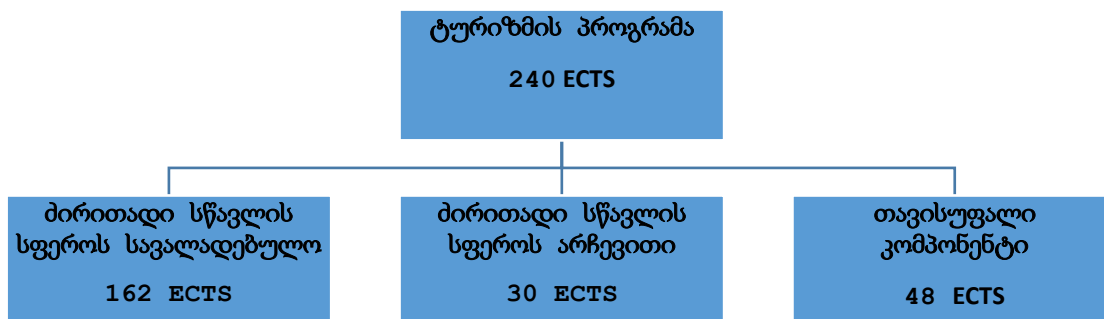 ტურიზმის პროგრამა
240 ECTS
ძირითადი სწავლის
სფეროს სავალადებულო
162 ECTS
ძირითადი სწავლის
სფეროს არჩევითი
30 ECTS
თავისუფალი
კომპონენტი
48 ECTS